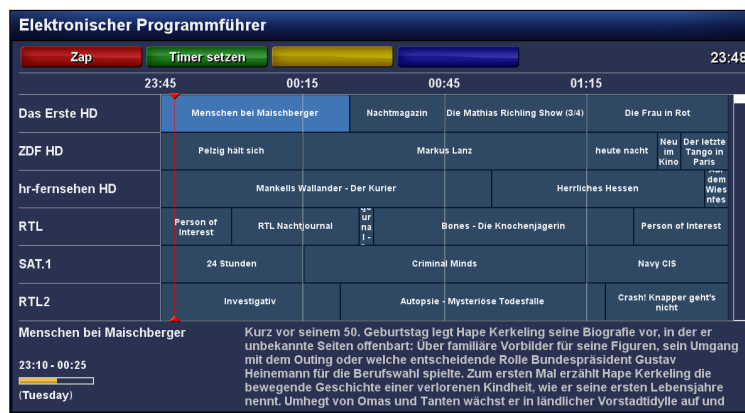 Elektronischer Programmführer
Zap Timer setzen 23:48
23:45 00:15 00:45 01:15
Das Erste HD Menschen bei Maischberger Nachtmagazin Die Mathias Richling Show (3/4) Die Frau in Rot
ZDF HD Pelzig hält sich Markus Lanz heute nacht Neu im Kino Der letzte Tango in Paris
hr-fernsehen HD Mankells Wallander - Der Kurier Herrliches Hessen dem Wies nfes
RTL Person of Interest RTL Nachtjournal ur na l - Bones - Die Knochenjägerin Person of Interest
SAT.1 24 Stunden Criminal Minds Navy CIS
RTL2 Investigativ Autopsie - Mysteriöse Todesfälle Crash! Knapper geht's nicht
Menschen bei Maischberger
23:10 - 00:25
(Tuesday)
Kurz vor seinem 50. Geburtstag legt Hape Kerkeling seine Biografie vor, in der er
unbekannte Seiten offenbart: Über familiäre Vorbilder für seine Figuren, sein Umgang
mit dem Outing oder welche entscheidende Rolle Bundespräsident Gustav
Heinemann für die Berufswahl spielte. Zum ersten Mal erzählt Hape Kerkeling die
bewegende Geschichte einer verlorenen Kindheit, wie er seine ersten Lebensjahre
nennt. Umhegt von Omas und Tanten wächst er in ländlicher Vorstadtidylle auf und